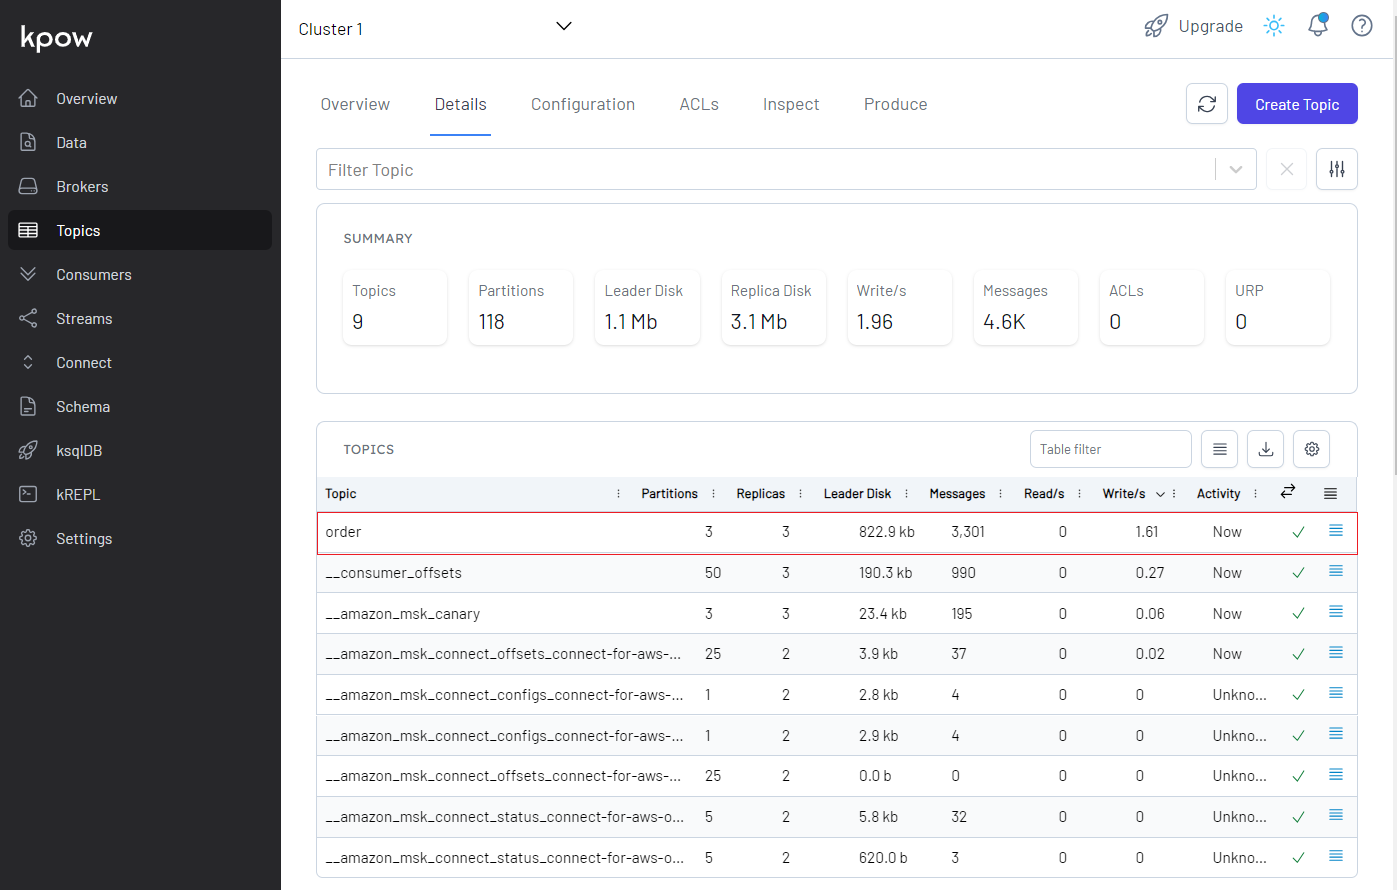 kpow
Overview
Data
Brokers
Topics
Consumers
Streams
Connect
Schema
ksqlDB
kREPL
Settings
Cluster 1
Upgrade
Overview Details Configuration ACLs Inspect Produce
Create Topic
Filter Topic
SUMMARY
Topics Partitions Leader Disk Replica Disk Write/s Messages ACLs URP
9 118 1.1 Mb 3.1 Mb 1.96 4.6K 0 0
TOPICS
Table filter
Topic Partitions Replicas Leader Disk Messages Read/s Write/s Activity
order 3 3 822.9 kb 3,301 0 1.61 Now
__consumer_offsets 50 3 190.3 kb 990 0 0.27 Now
__amazon_msk_canary 3 3 23.4 kb 195 0 0.06 Now
__amazon_msk_connect_offsets_connect-for-aws-... 25 2 3.9 kb 37 0 0.02 Now
__amazon_msk_connect_configs_connect-for-aws-... 1 2 2.8 kb 4 0 0 Unkno...
__amazon_msk_connect_configs_connect-for-aws-... 1 2 2.9 kb 4 0 0 Unkno...
__amazon_msk_connect_offsets_connect-for-aws-... 25 2 0.0 b 0 0 0 Unkno...
__amazon_msk_connect_status_connect-for-aws-o... 5 2 5.8 kb 32 0 0 Unkno...
__amazon_msk_connect_status_connect-for-aws-o... 5 2 620.0 b 3 0 0 Unkno...